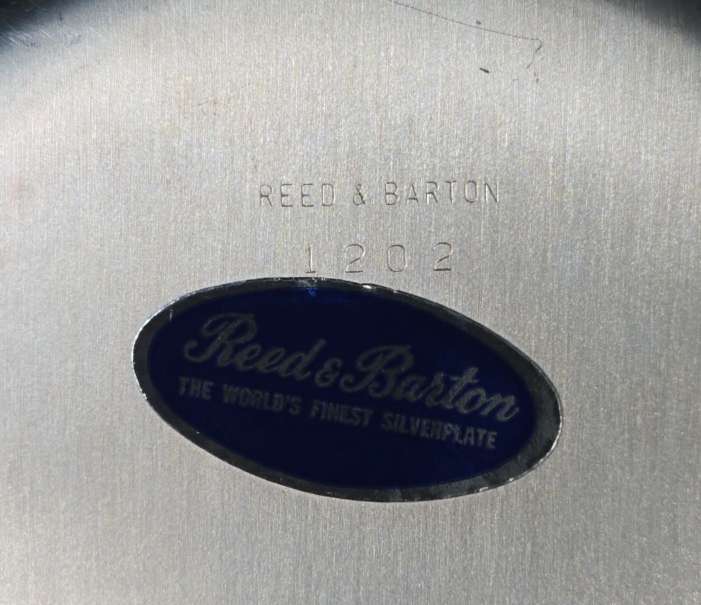 REED & BARTON
1202
Reed & Barton
THE WORLD'S FINEST SILVERPLATE